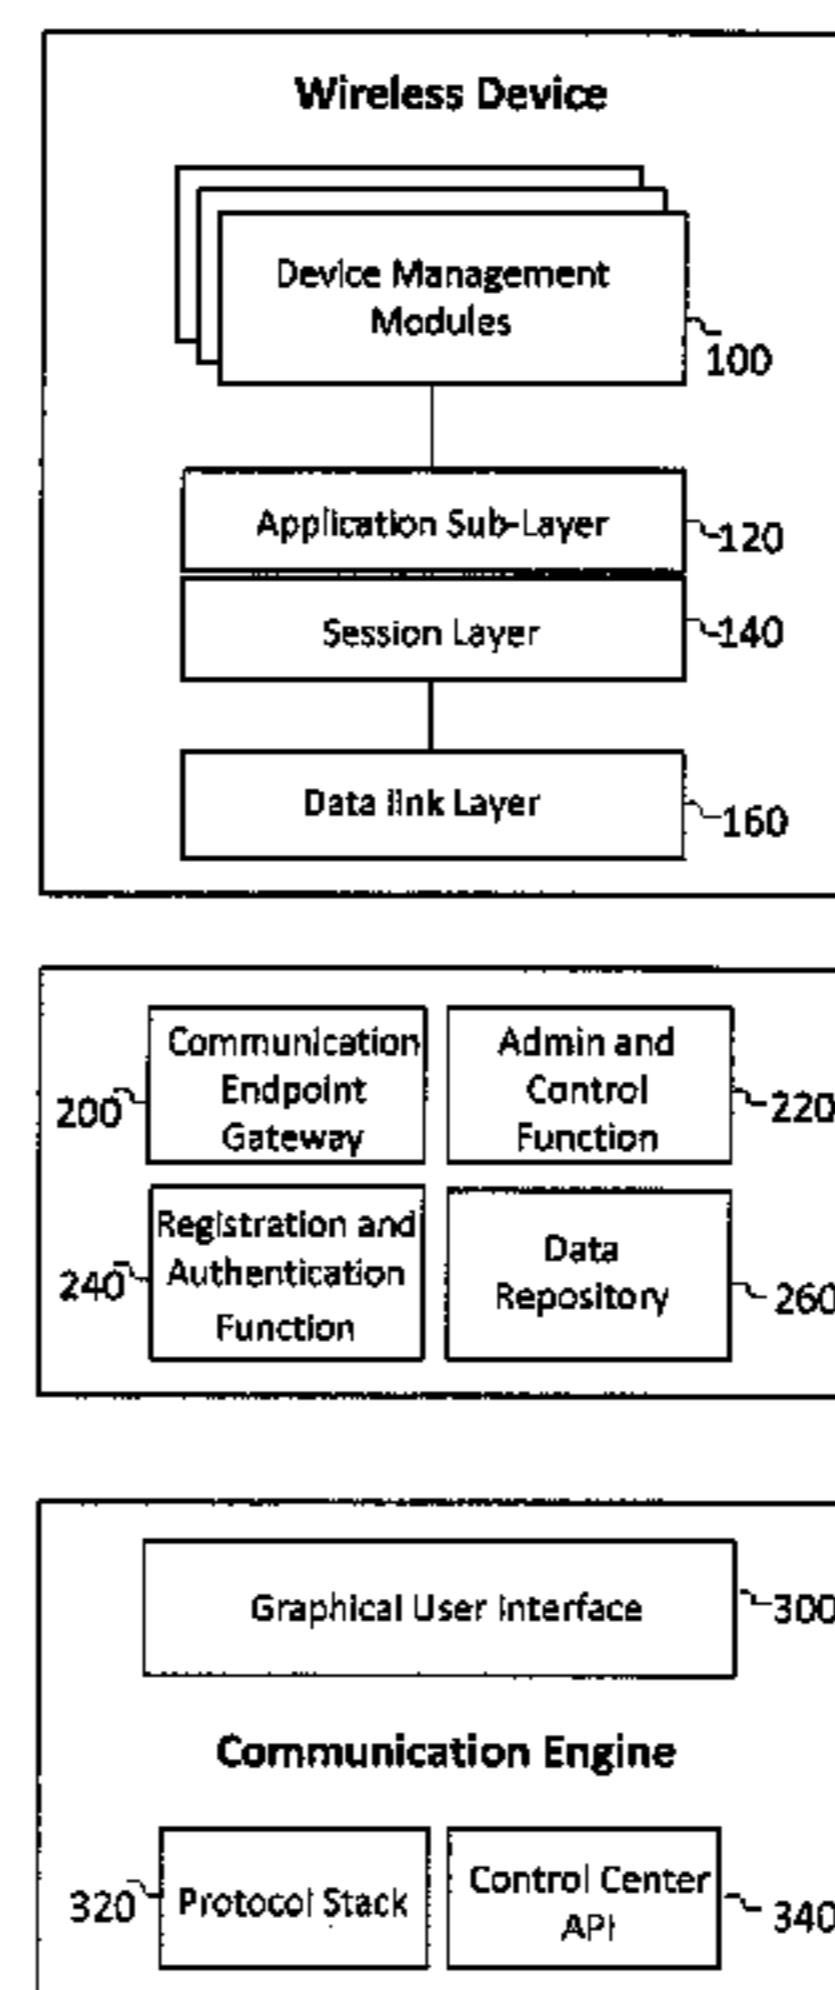 Wireless Device
Device Management
Modules
100
Application Sub-Layer
120
Session Layer
140
Data link Layer
160
Communication
Endpoint
Gateway
200
Admin and
Control
Function
220
Registration and
Authentication
Function
240
Data
Repository
260
Graphical User Interface
300
Communication Engine
Protocol Stack
320
Control Center
API
340